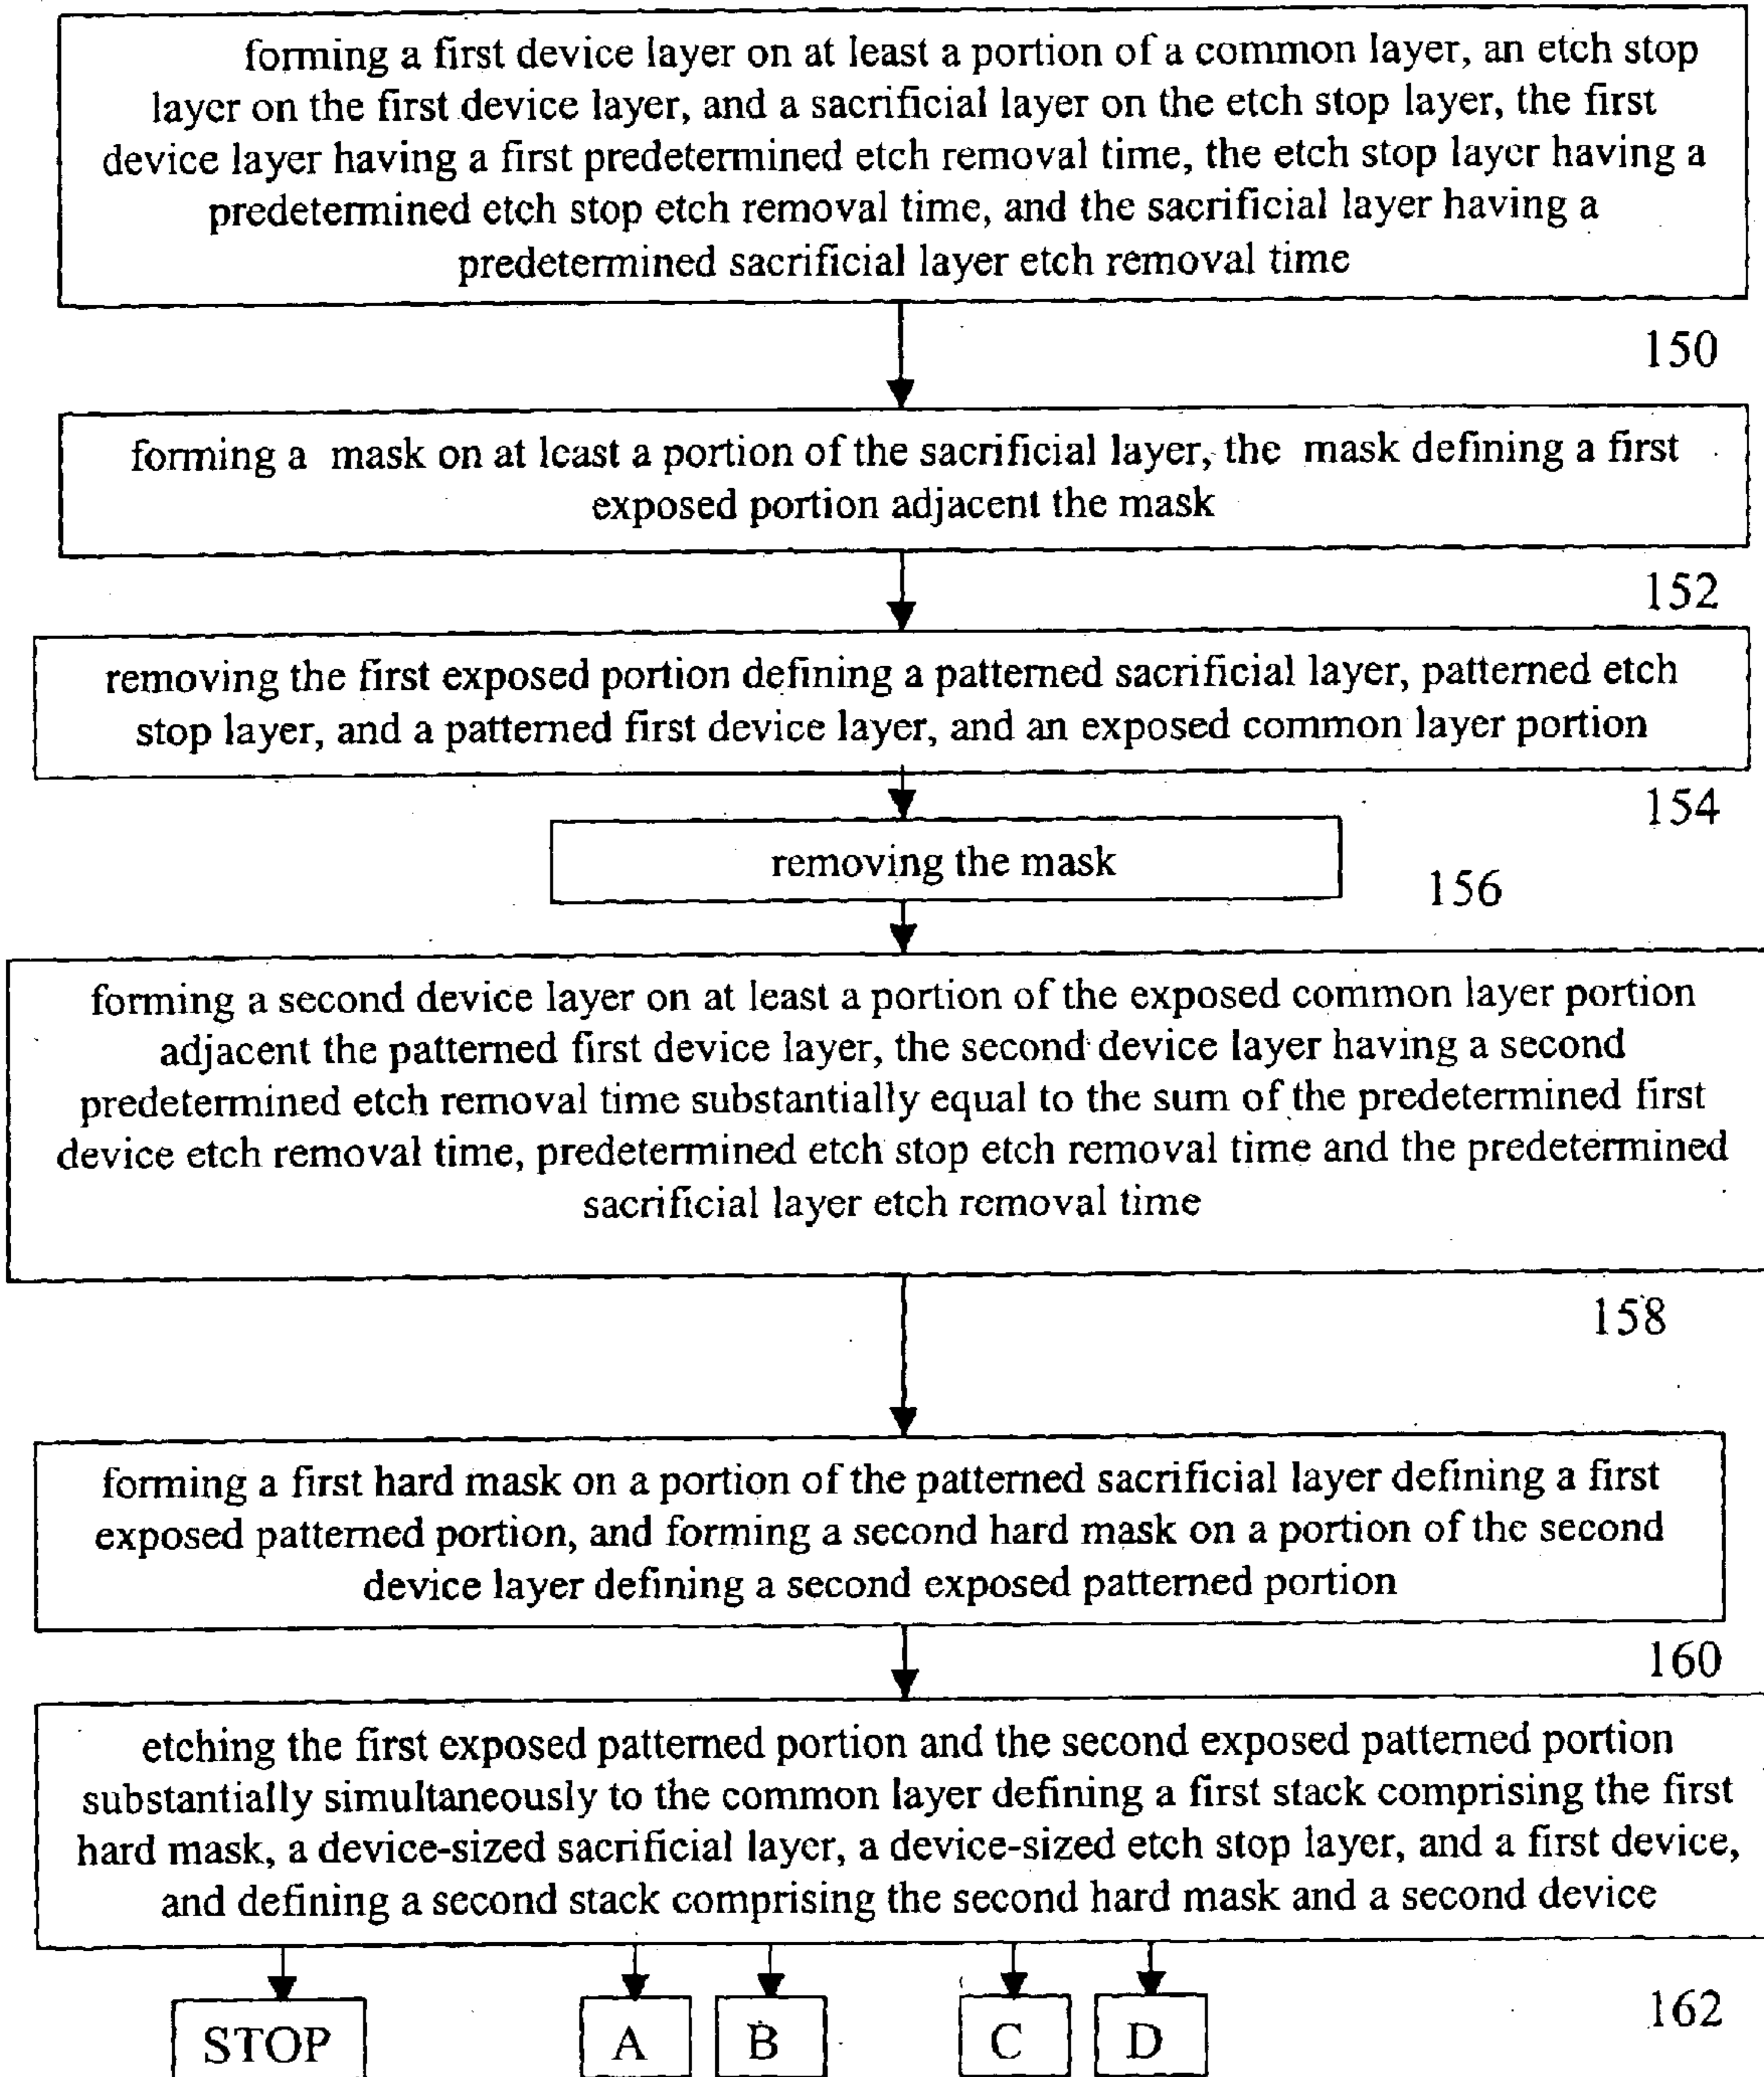 forming a first device layer on at least a portion of a common layer, an etch stop
layer on the first device layer, and a sacrificial layer on the etch stop layer, the first
device layer having a first predetermined etch removal time, the etch stop layer having a
predetermined etch stop etch removal time, and the sacrificial layer having a
predetermined sacrificial layer etch removal time
150
forming a mask on at least a portion of the sacrificial layer, the mask defining a first
exposed portion adjacent the mask
152
removing the first exposed portion defining a patterned sacrificial layer, patterned etch
stop layer, and a patterned first device layer, and an exposed common layer portion
154
removing the mask
156
forming a second device layer on at least a portion of the exposed common layer portion
adjacent the patterned first device layer, the second device layer having a second
predetermined etch removal time substantially equal to the sum of the predetermined first
device etch removal time, predetermined etch stop etch removal time and the predetermined
sacrificial layer etch removal time
158
forming a first hard mask on a portion of the patterned sacrificial layer defining a first
exposed patterned portion, and forming a second hard mask on a portion of the second
device layer defining a second exposed patterned portion
160
etching the first exposed patterned portion and the second exposed patterned portion
substantially simultaneously to the common layer defining a first stack comprising the first
hard mask, a device-sized sacrificial layer, a device-sized etch stop layer, and a first device,
and defining a second stack comprising the second hard mask and a second device
162
STOP
A
B
C
D